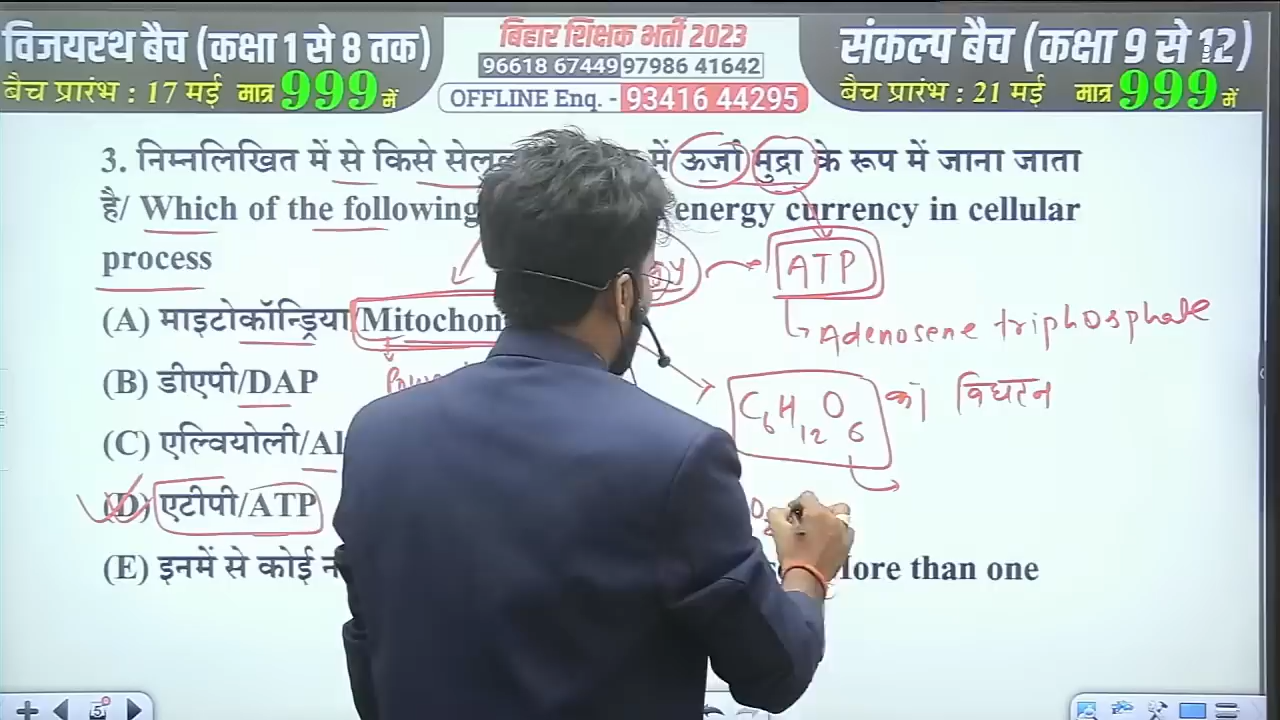 विजयरथ बैच (कक्षा 1 से 8 तक)
बैच प्रारंभ : 17 मई मात्र 999 में
बिहार शिक्षक भर्ती 2023
96618 67449 97986 41642
OFFLINE Enq. - 93416 44295
संकल्प बैच (कक्षा 9 से 12)
बैच प्रारंभ : 21 मई मात्र 999 में
3. निम्नलिखित में से किसे में ऊर्जा मुद्रा के रूप में जाना जाता
है/ Which of the following energy currency in cellular
process
ATP
(A) माइटोकॉन्ड्रिया/Mitochon
Adenosene triphosphate
(B) डीएपी/DAP
C6H12O6 का विघटन
(C) एल्वियोली/Al
(D) एटीपी/ATP
O2
(E) इनमें से कोई More than one